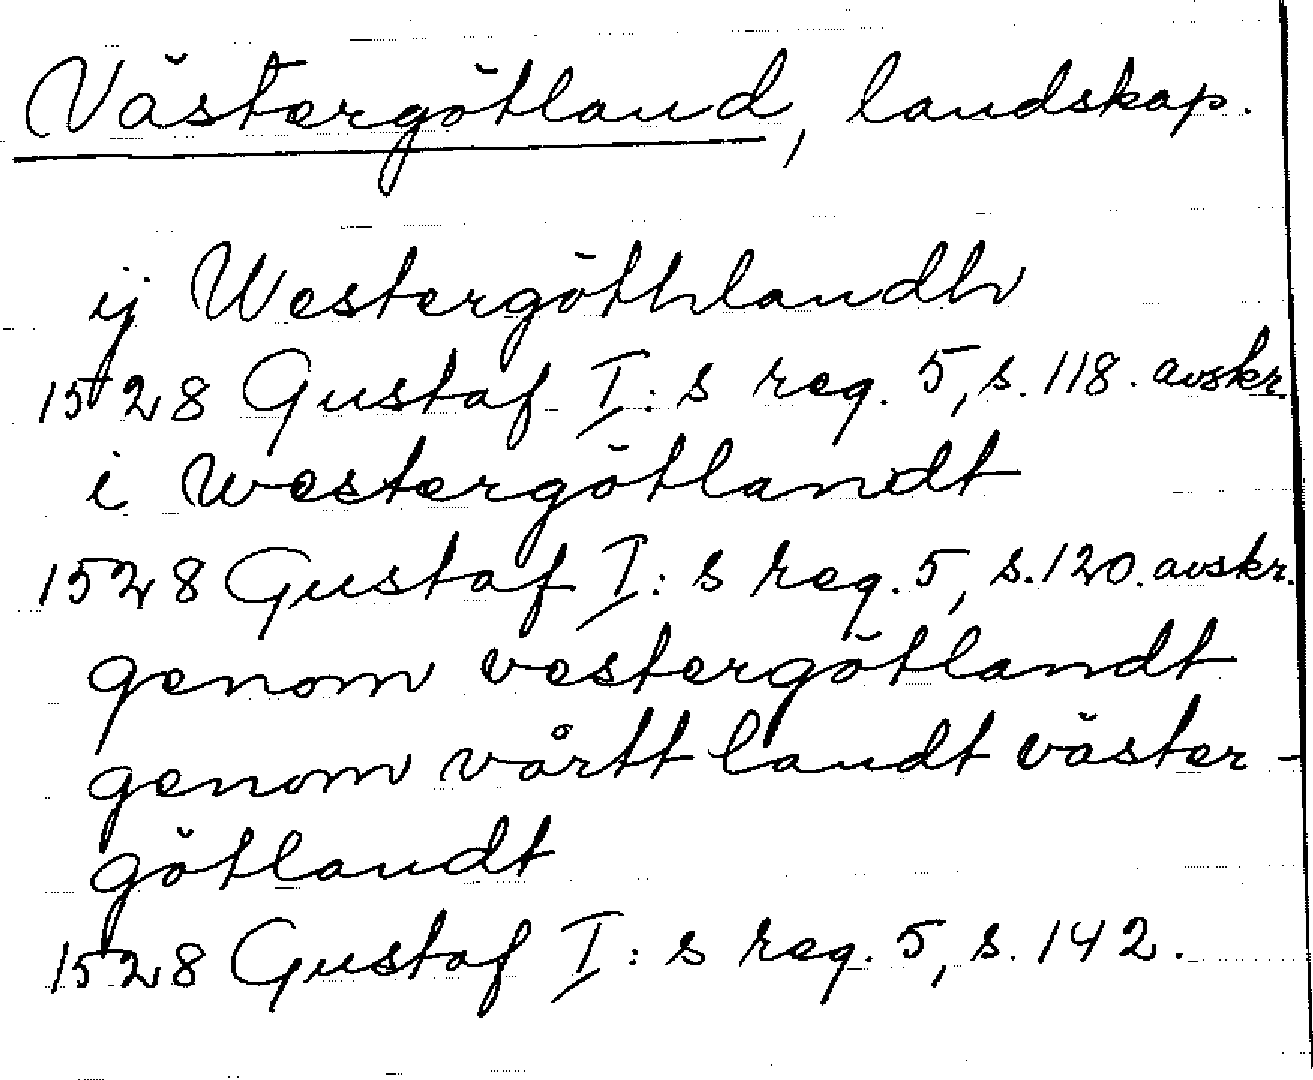 Västergötland, landskap.
ij Westergöthlandh
1528 Gustaf I:s reg. 5, s. 118. avskr.
i Westergötlandt
1528 Gustaf I:s reg. 5, s. 120. avskr.
genom vestergötlandt
genom vårtt landt väster-
götlandt
1528 Gustaf I:s reg. 5, s. 142.